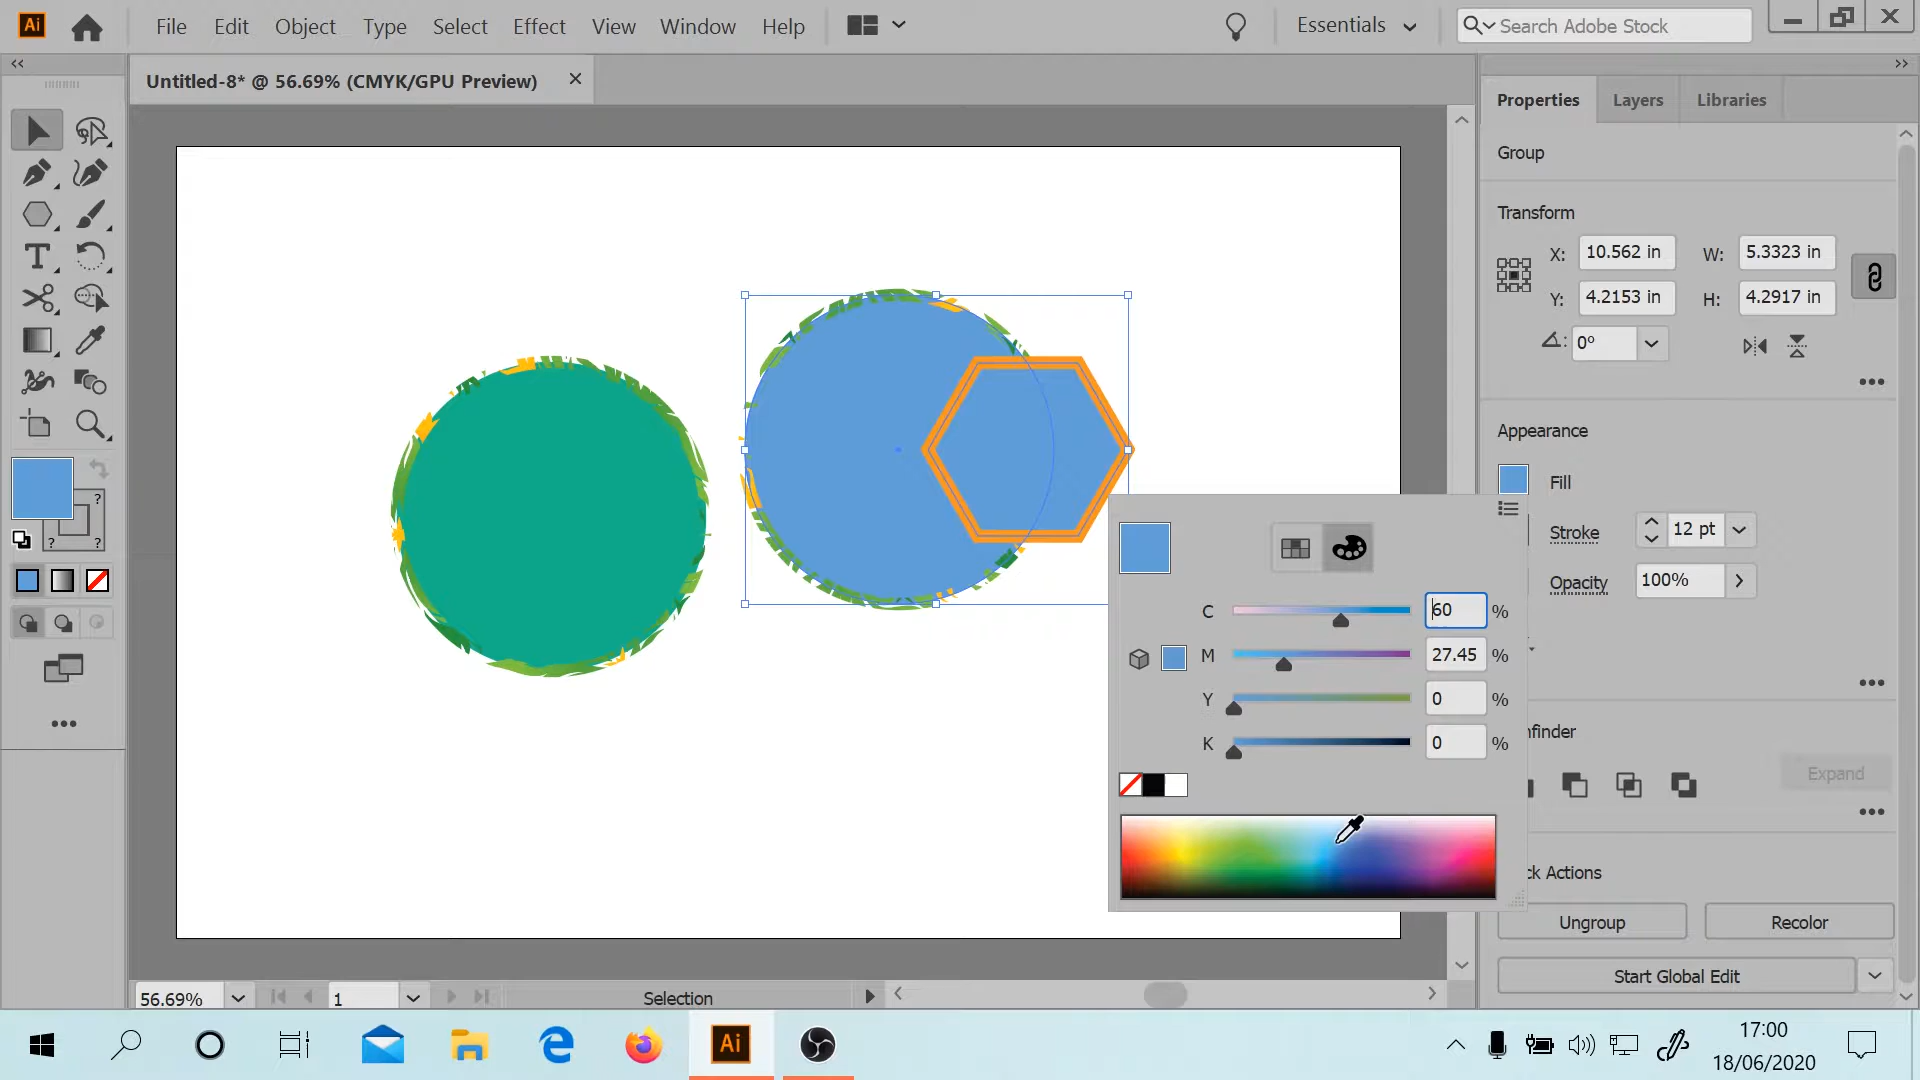 Ai File Edit Object Type Select Effect View Window Help Essentials Search Adobe Stock
Untitled-8* @ 56.69% (CMYK/GPU Preview)
Properties Layers Libraries
Group
Transform
X: 10.562 in W: 5.3323 in
Y: 4.2153 in H: 4.2917 in
0°
Appearance
Fill
Stroke 12 pt
Opacity 100%
C 60 %
M 27.45 %
Y 0 %
K 0 %
nfinder
Expand
ck Actions
Ungroup Recolor
Start Global Edit
? ? ?
56.69% 1 Selection
Ai
17:00
18/06/2020